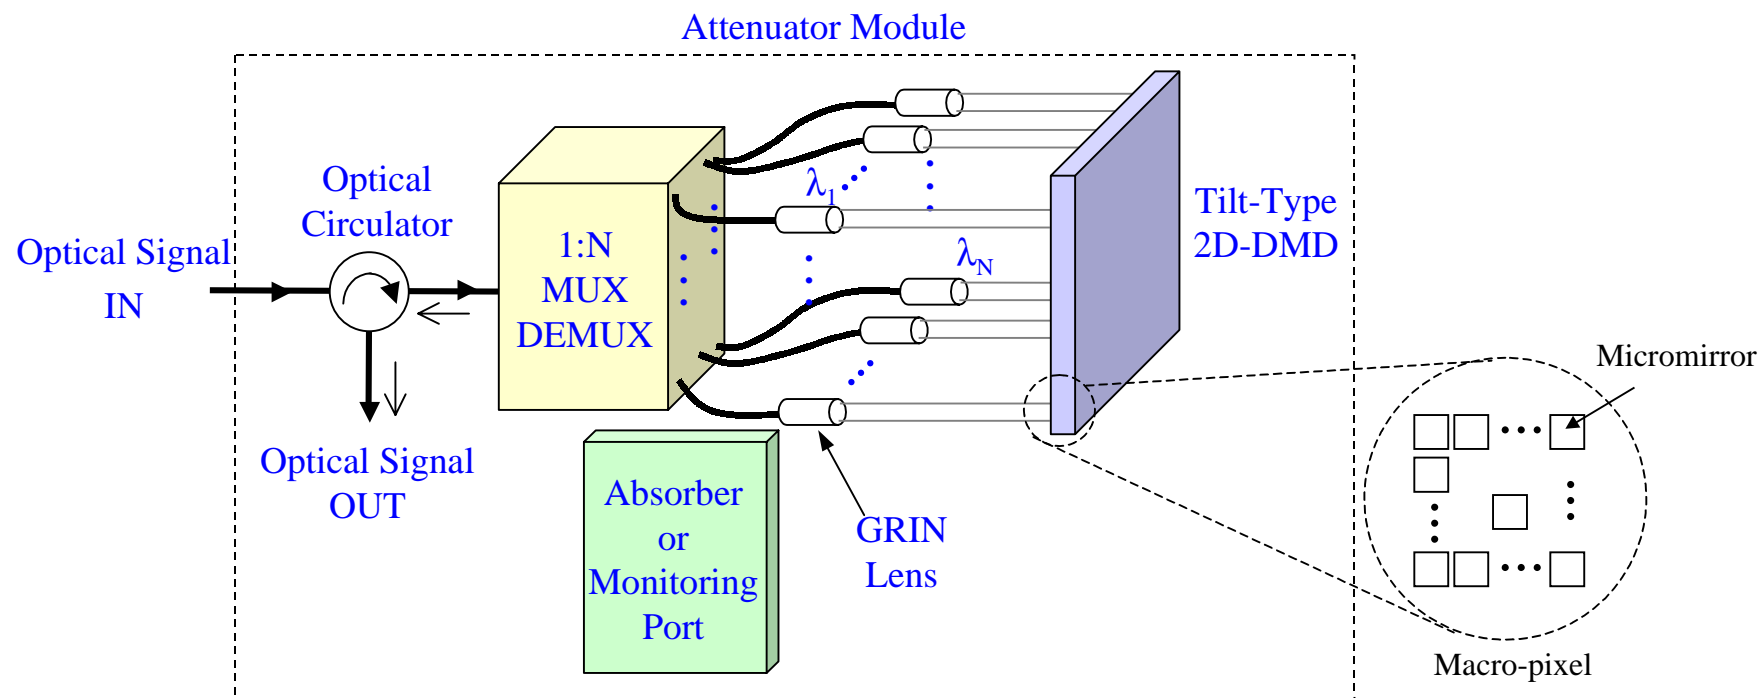 Attenuator Module
Optical
Circulator
Optical Signal
IN
1:N
MUX
DEMUX
λ1
λN
Tilt-Type
2D-DMD
Micromirror
Optical Signal
OUT
Absorber
or
Monitoring
Port
GRIN
Lens
Macro-pixel